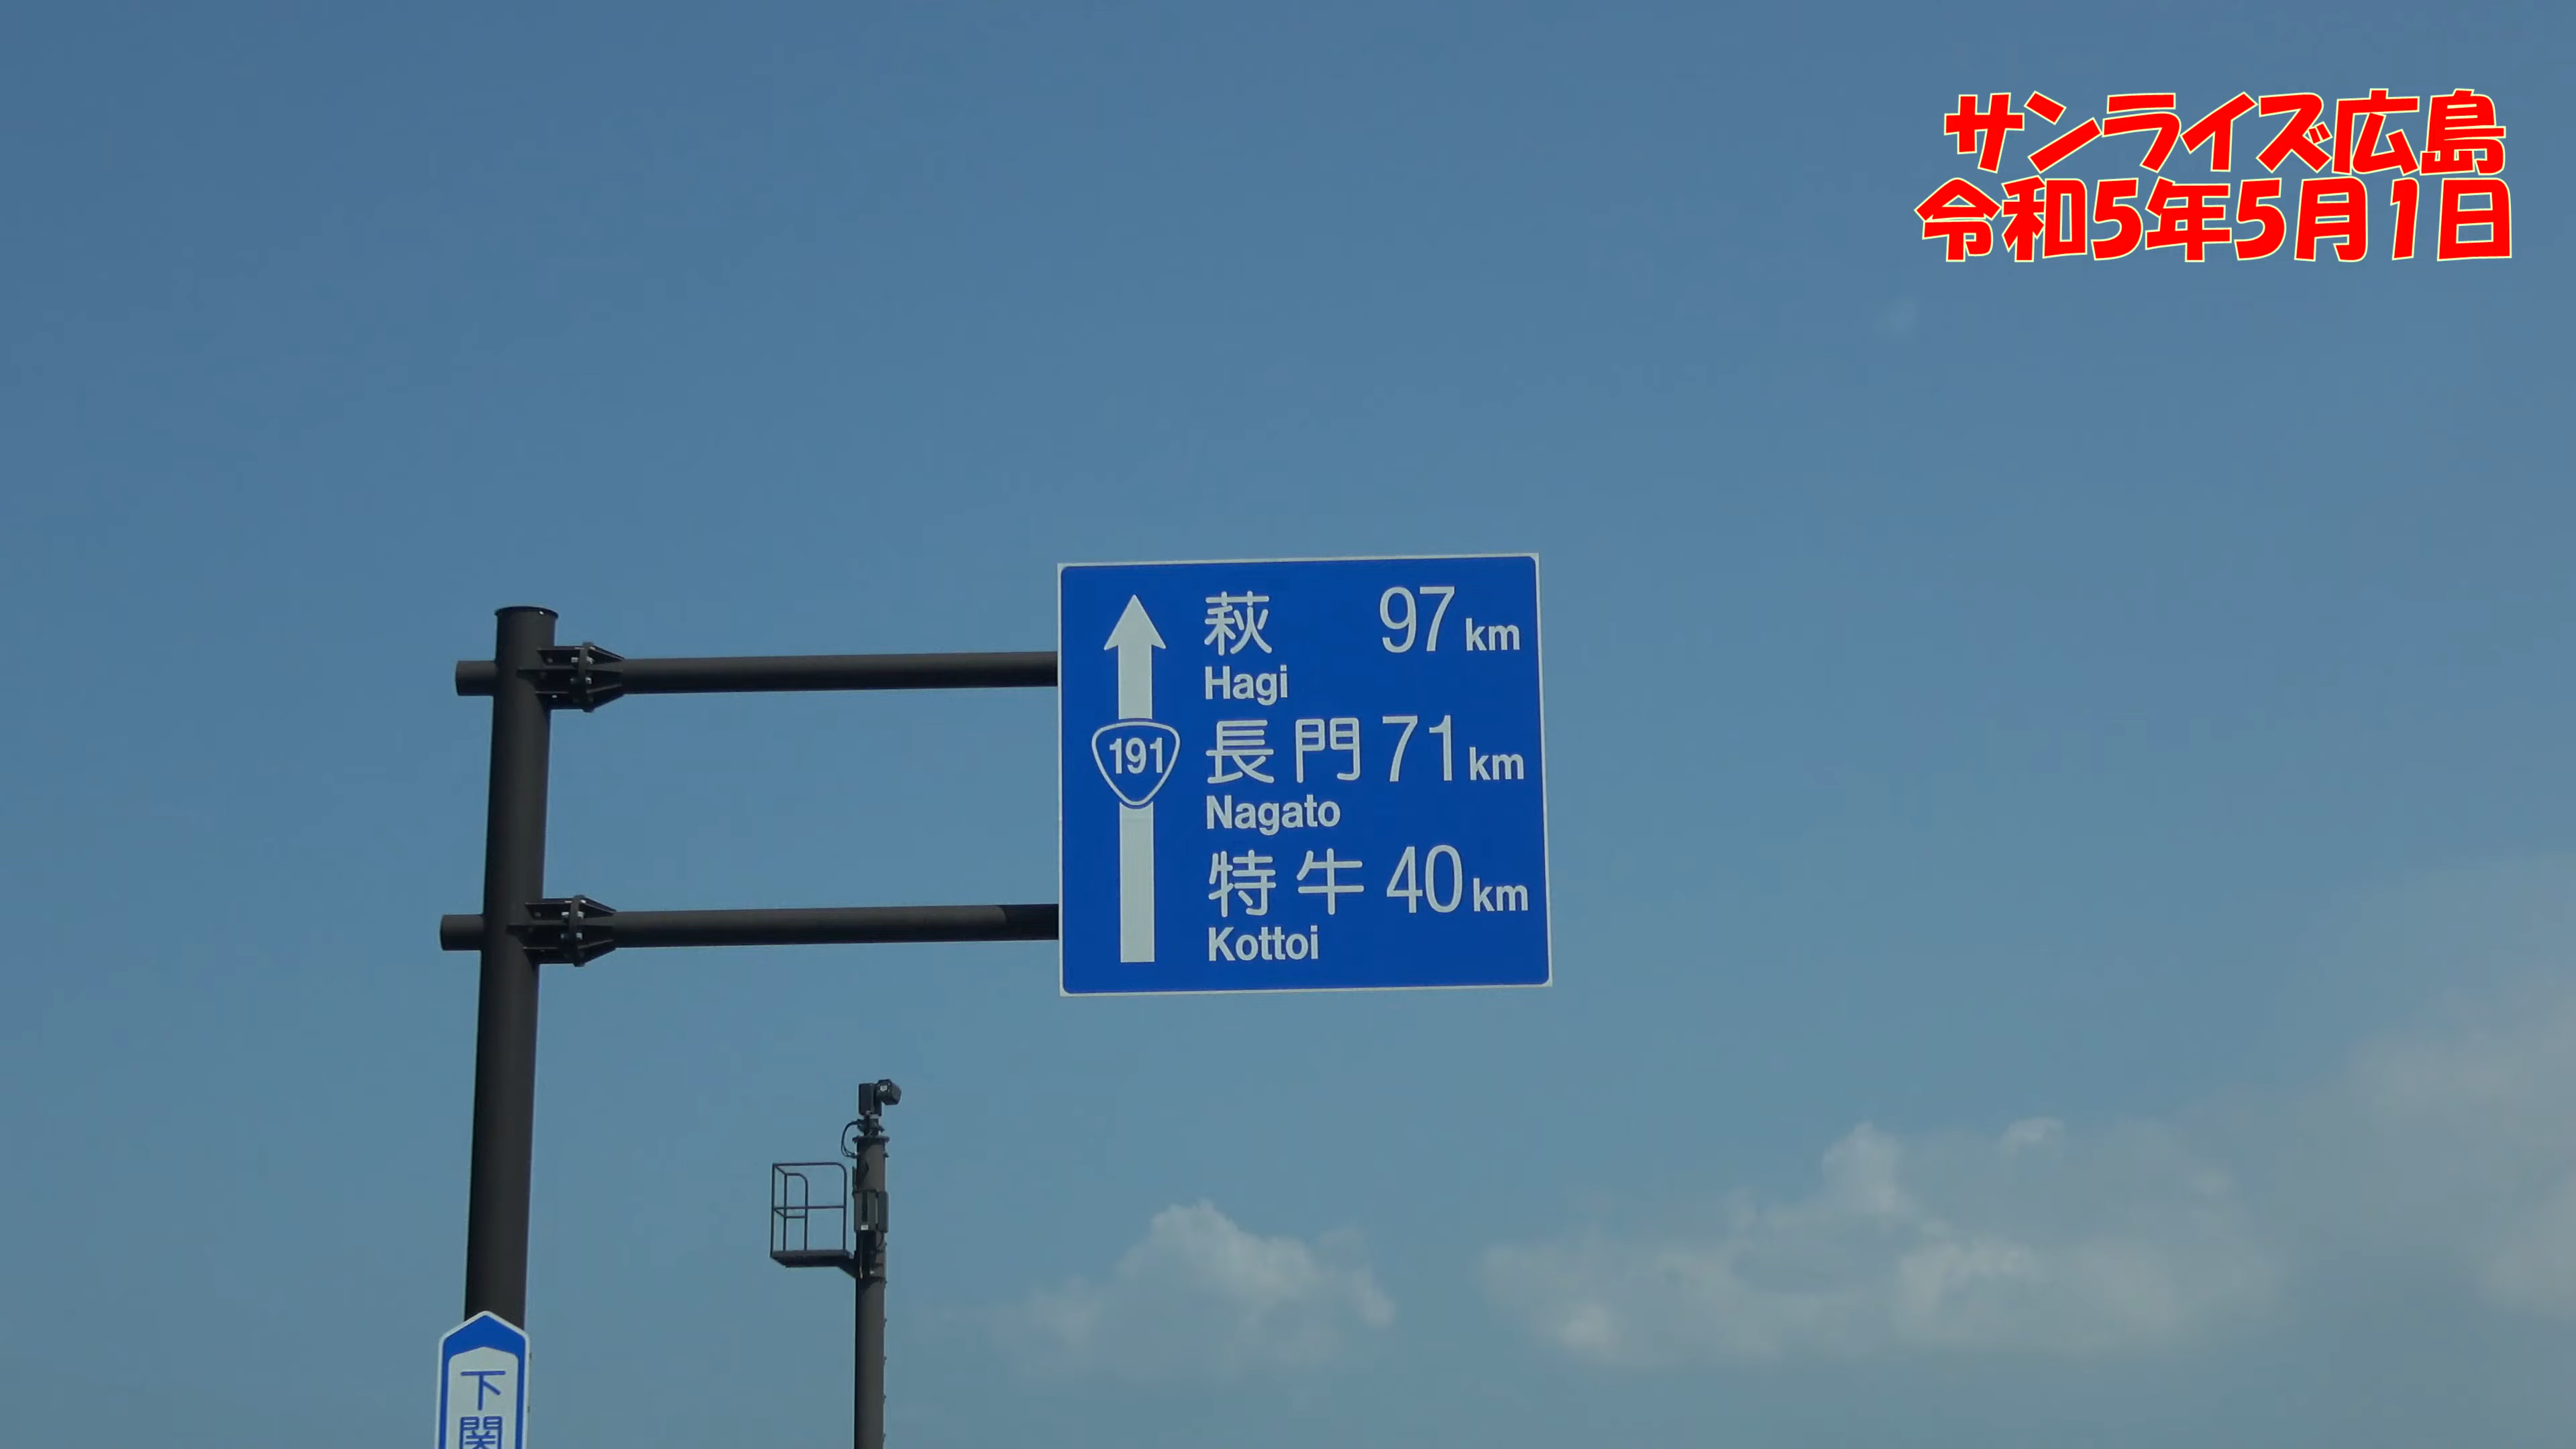 サンライズ広島
令和5年5月1日
萩 97km
Hagi
191
長門 71km
Nagato
特牛 40km
Kottoi
下関